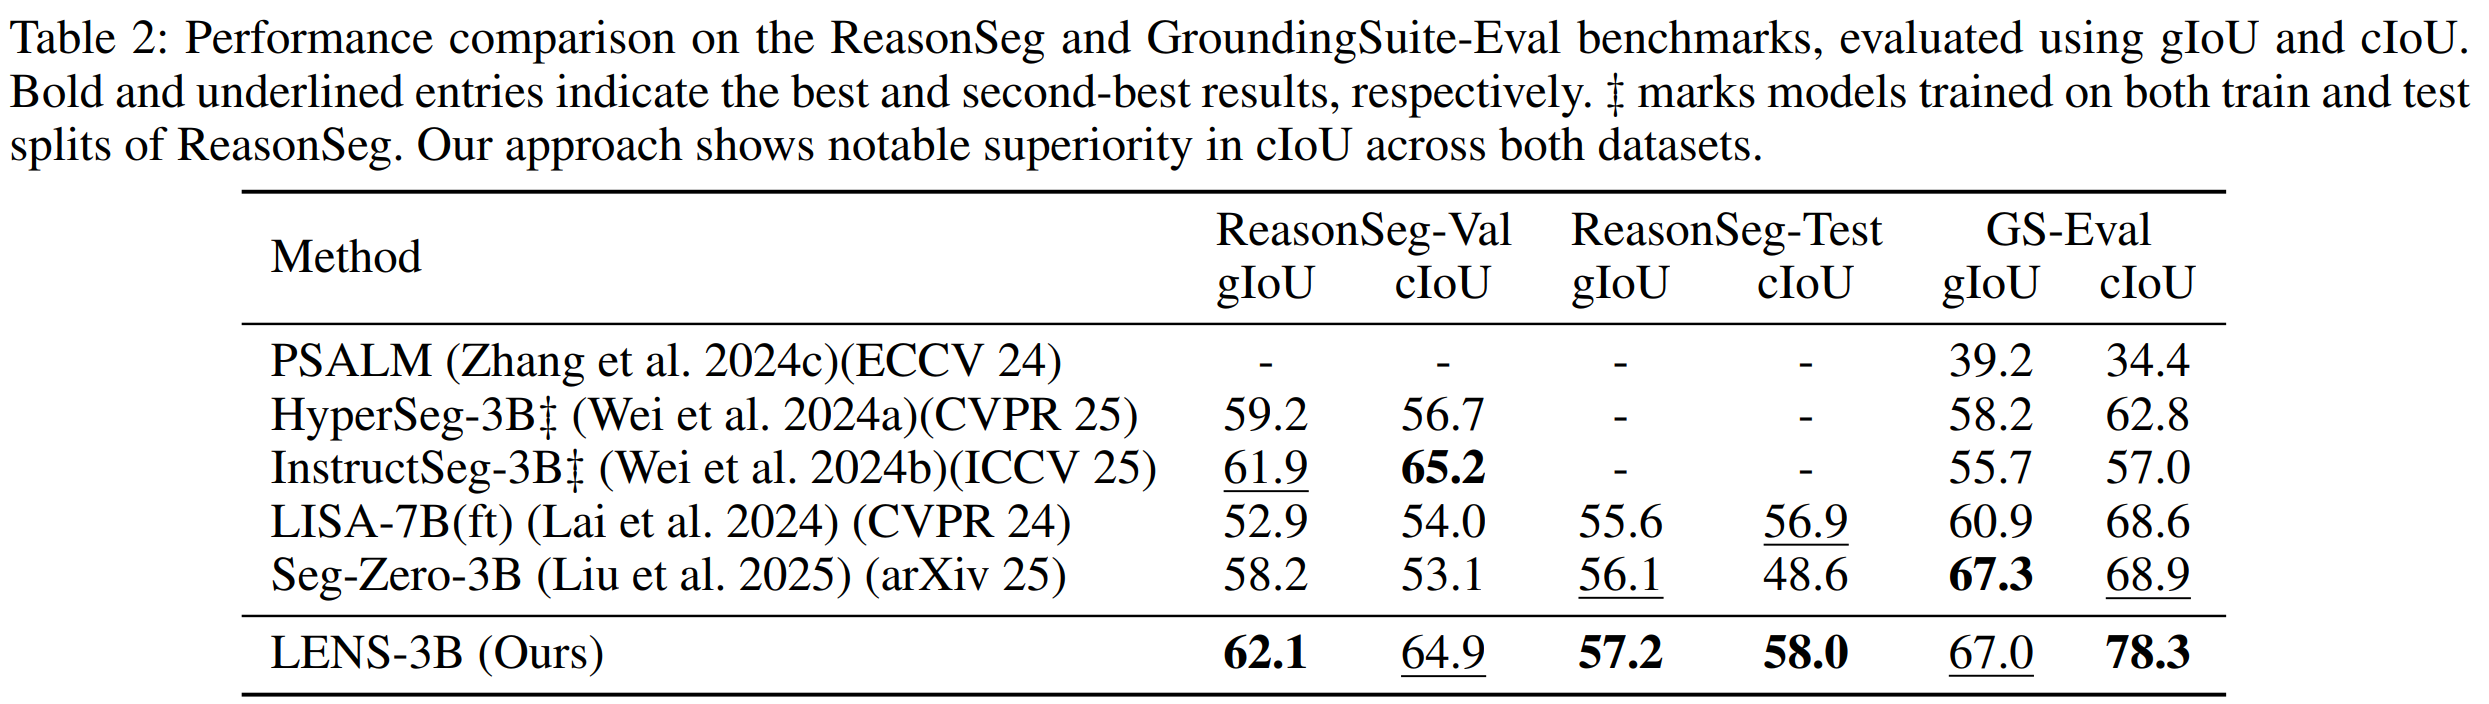 Table 2: Performance comparison on the ReasonSeg and GroundingSuite-Eval benchmarks, evaluated using gIoU and cIoU.
Bold and underlined entries indicate the best and second-best results, respectively. ‡ marks models trained on both train and test
splits of ReasonSeg. Our approach shows notable superiority in cIoU across both datasets.
Method ReasonSeg-Val ReasonSeg-Test GS-Eval
gIoU cIoU gIoU cIoU gIoU cIoU
PSALM (Zhang et al. 2024c)(ECCV 24) - - - - 39.2 34.4
HyperSeg-3B‡ (Wei et al. 2024a)(CVPR 25) 59.2 56.7 - - 58.2 62.8
InstructSeg-3B‡ (Wei et al. 2024b)(ICCV 25) 61.9 65.2 - - 55.7 57.0
LISA-7B(ft) (Lai et al. 2024) (CVPR 24) 52.9 54.0 55.6 56.9 60.9 68.6
Seg-Zero-3B (Liu et al. 2025) (arXiv 25) 58.2 53.1 56.1 48.6 67.3 68.9
LENS-3B (Ours) 62.1 64.9 57.2 58.0 67.0 78.3